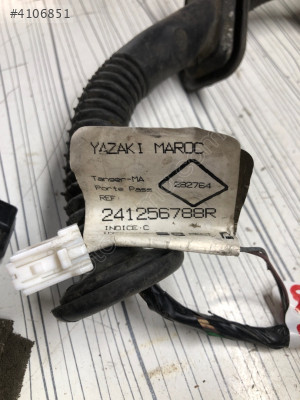 #4106851
YAZAKI MAROC
Tanger-MA
Porte Pass
282764
REF:
241256788R
INDICE:C